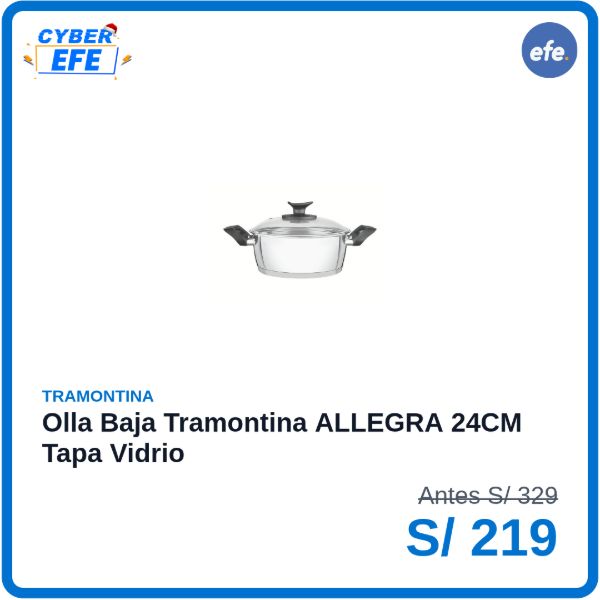 CYBER
EFE
efe.
TRAMONTINA
Olla Baja Tramontina ALLEGRA 24CM
Tapa Vidrio
Antes S/ 329
S/ 219